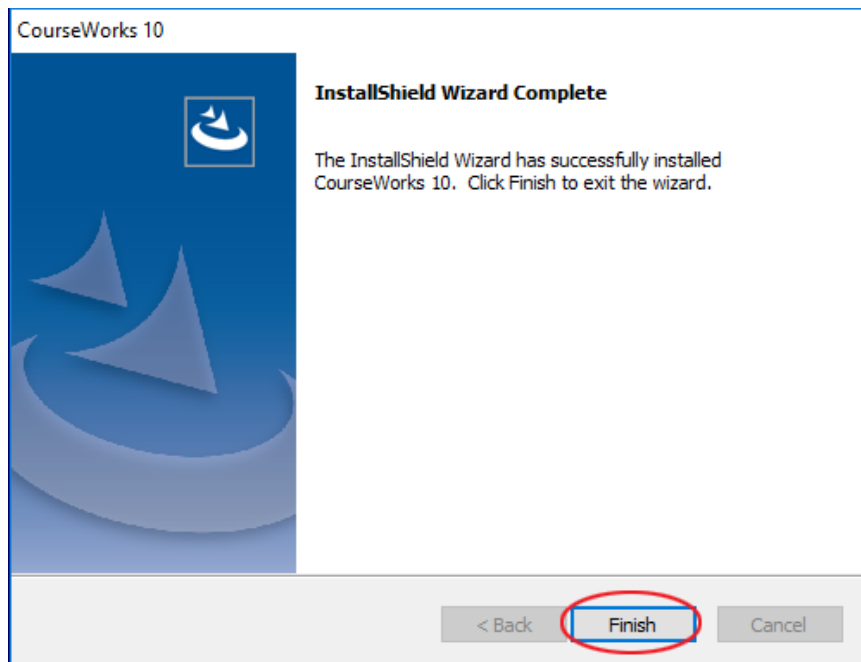 CourseWorks 10
InstallShield Wizard Complete
The InstallShield Wizard has successfully installed
CourseWorks 10. Click Finish to exit the wizard.
< Back
Finish
Cancel